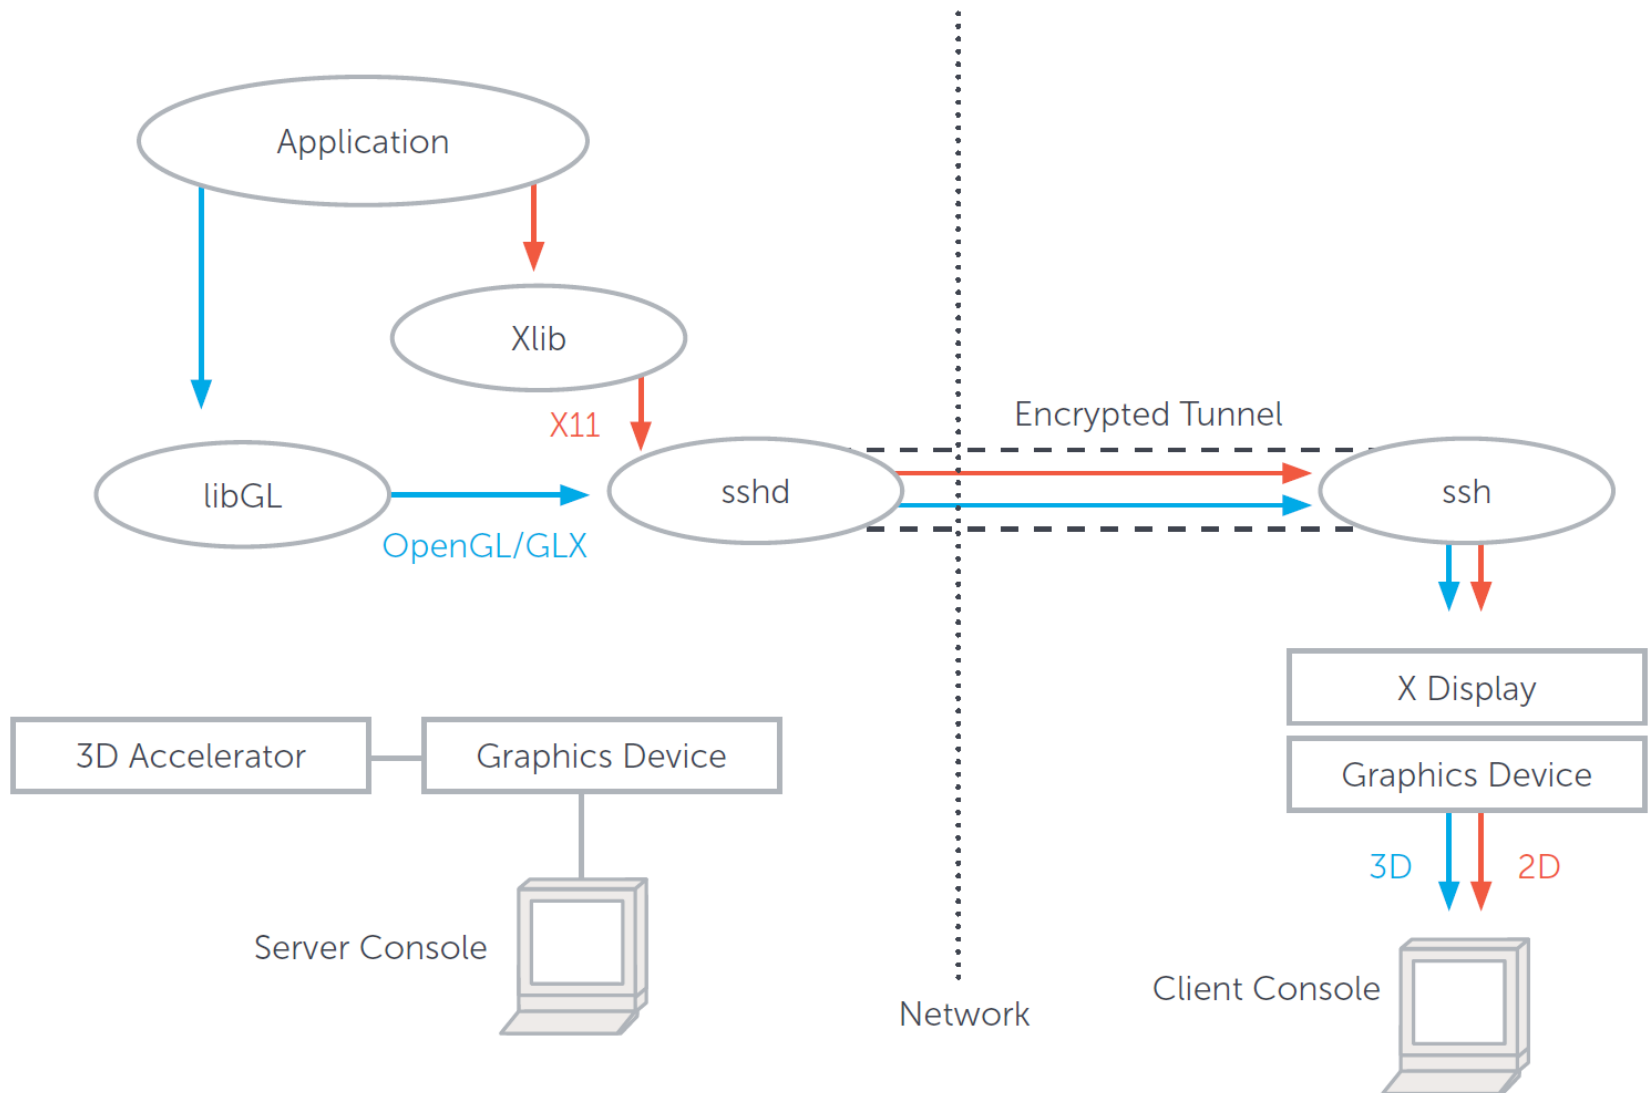 Application
Xlib
X11
Encrypted Tunnel
libGL
sshd
ssh
OpenGL/GLX
X Display
3D Accelerator
Graphics Device
Graphics Device
3D
2D
Server Console
Client Console
Network